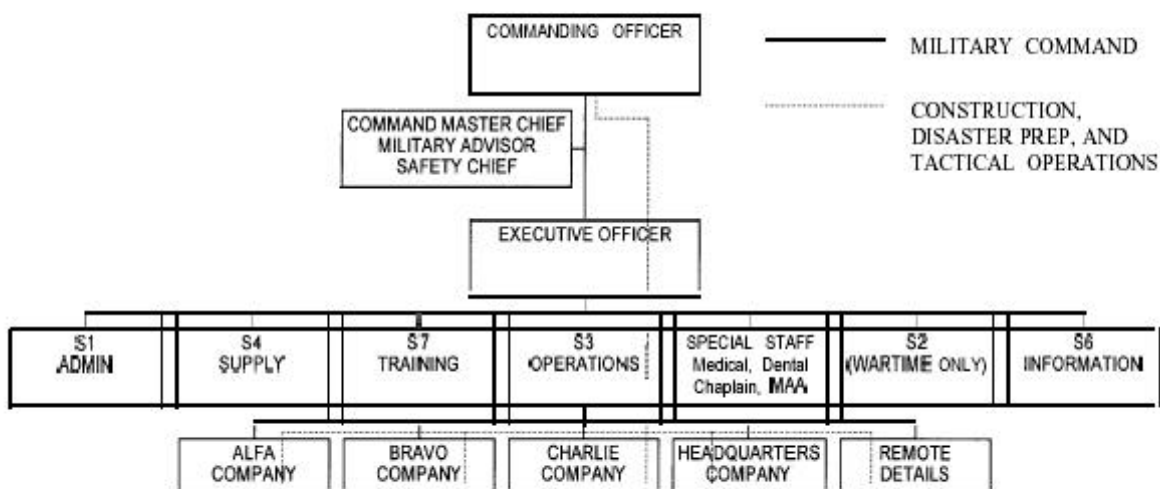 COMMANDING OFFICER
MILITARY COMMAND
CONSTRUCTION,
DISASTER PREP, AND
TACTICAL OPERATIONS
COMMAND MASTER CHIEF
MILITARY ADVISOR
SAFETY CHIEF
EXECUTIVE OFFICER
S1
ADMIN
S4
SUPPLY
S7
TRAINING
S3
OPERATIONS
SPECIAL STAFF
Medical, Dental
Chaplain, MAA
S2
(WARTIME ONLY)
S6
INFORMATION
ALFA
COMPANY
BRAVO
COMPANY
CHARLIE
COMPANY
HEADQUARTERS
COMPANY
REMOTE
DETAILS